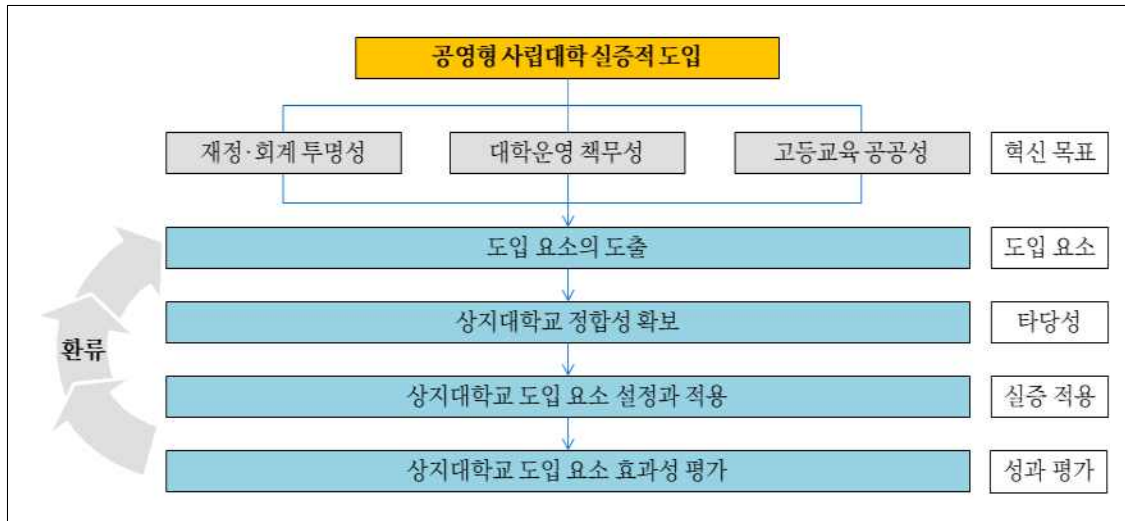 공영형 사립대학 실증적 도입
재정·회계 투명성
대학운영 책무성
고등교육 공공성
혁신 목표
도입 요소의 도출
도입 요소
상지대학교 정합성 확보
타당성
환류
상지대학교 도입 요소 설정과 적용
실증 적용
상지대학교 도입 요소 효과성 평가
성과 평가